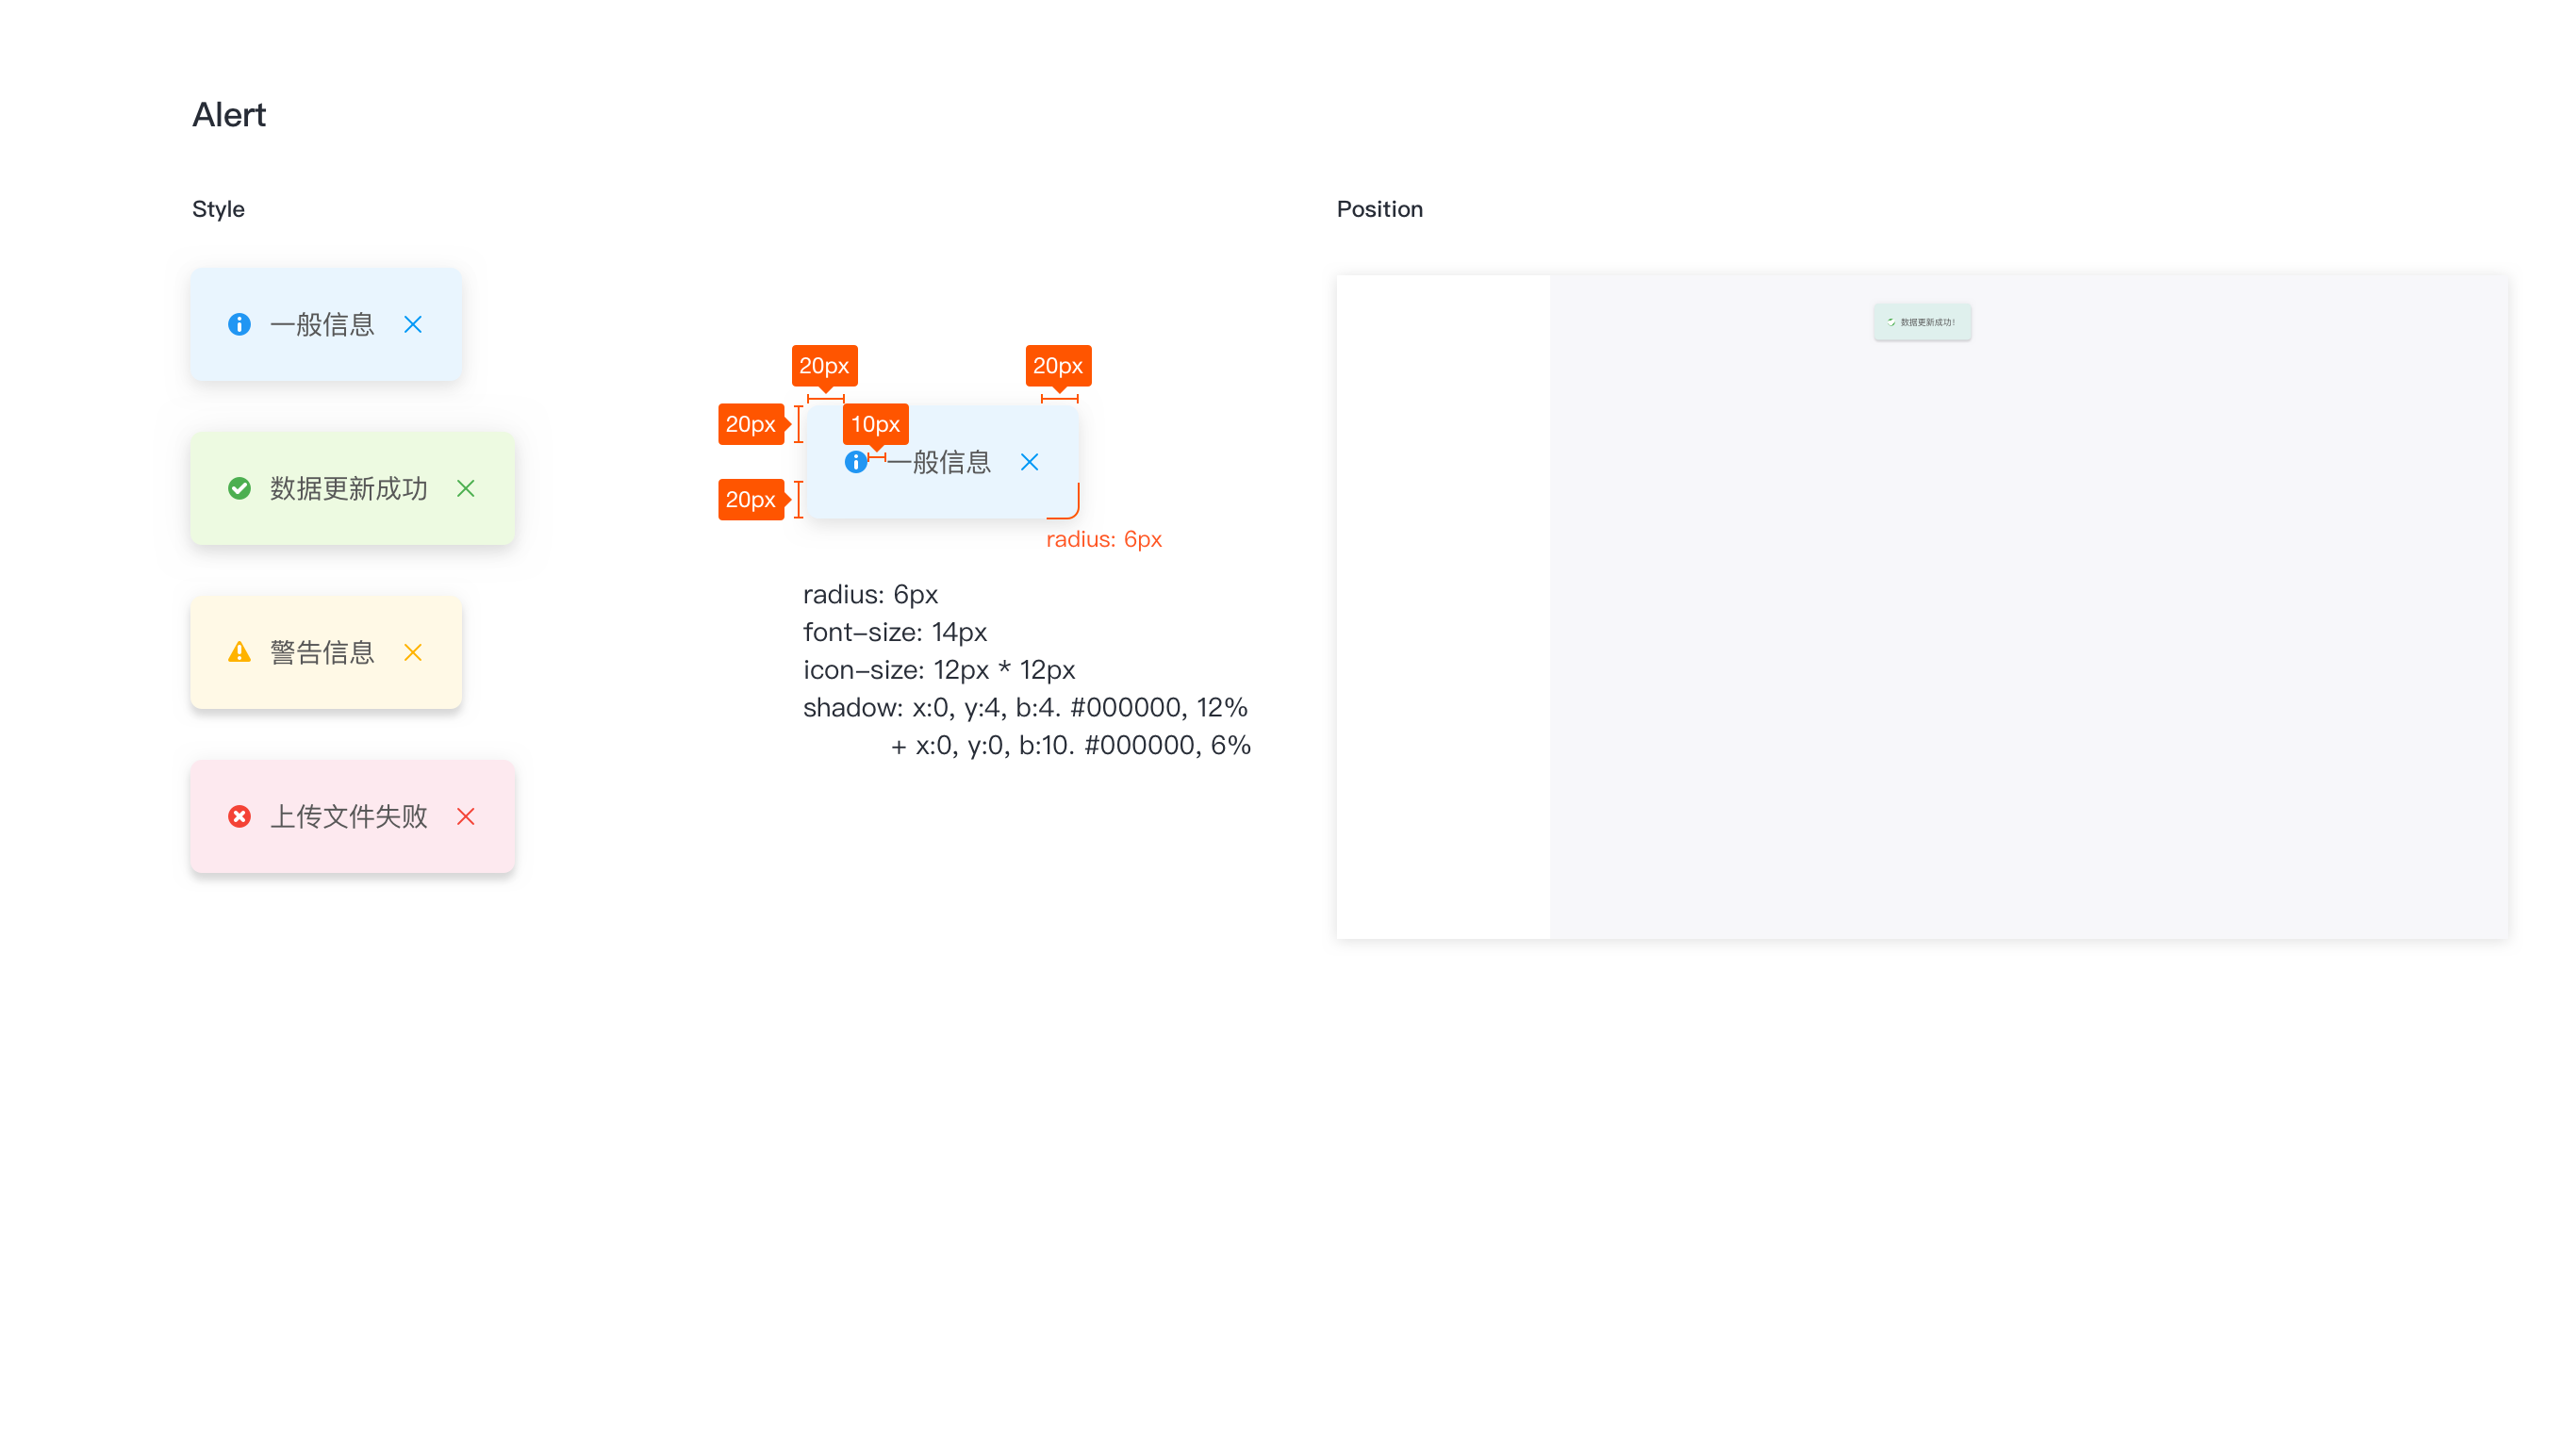 Alert
Style
Position
一般信息
数据更新成功
警告信息
上传文件失败
20px
20px
20px
10px
一般信息
20px
radius: 6px
radius: 6px
font-size: 14px
icon-size: 12px * 12px
shadow: x:0, y:4, b:4. #000000, 12%
+ x:0, y:0, b:10. #000000, 6%
数据更新成功!